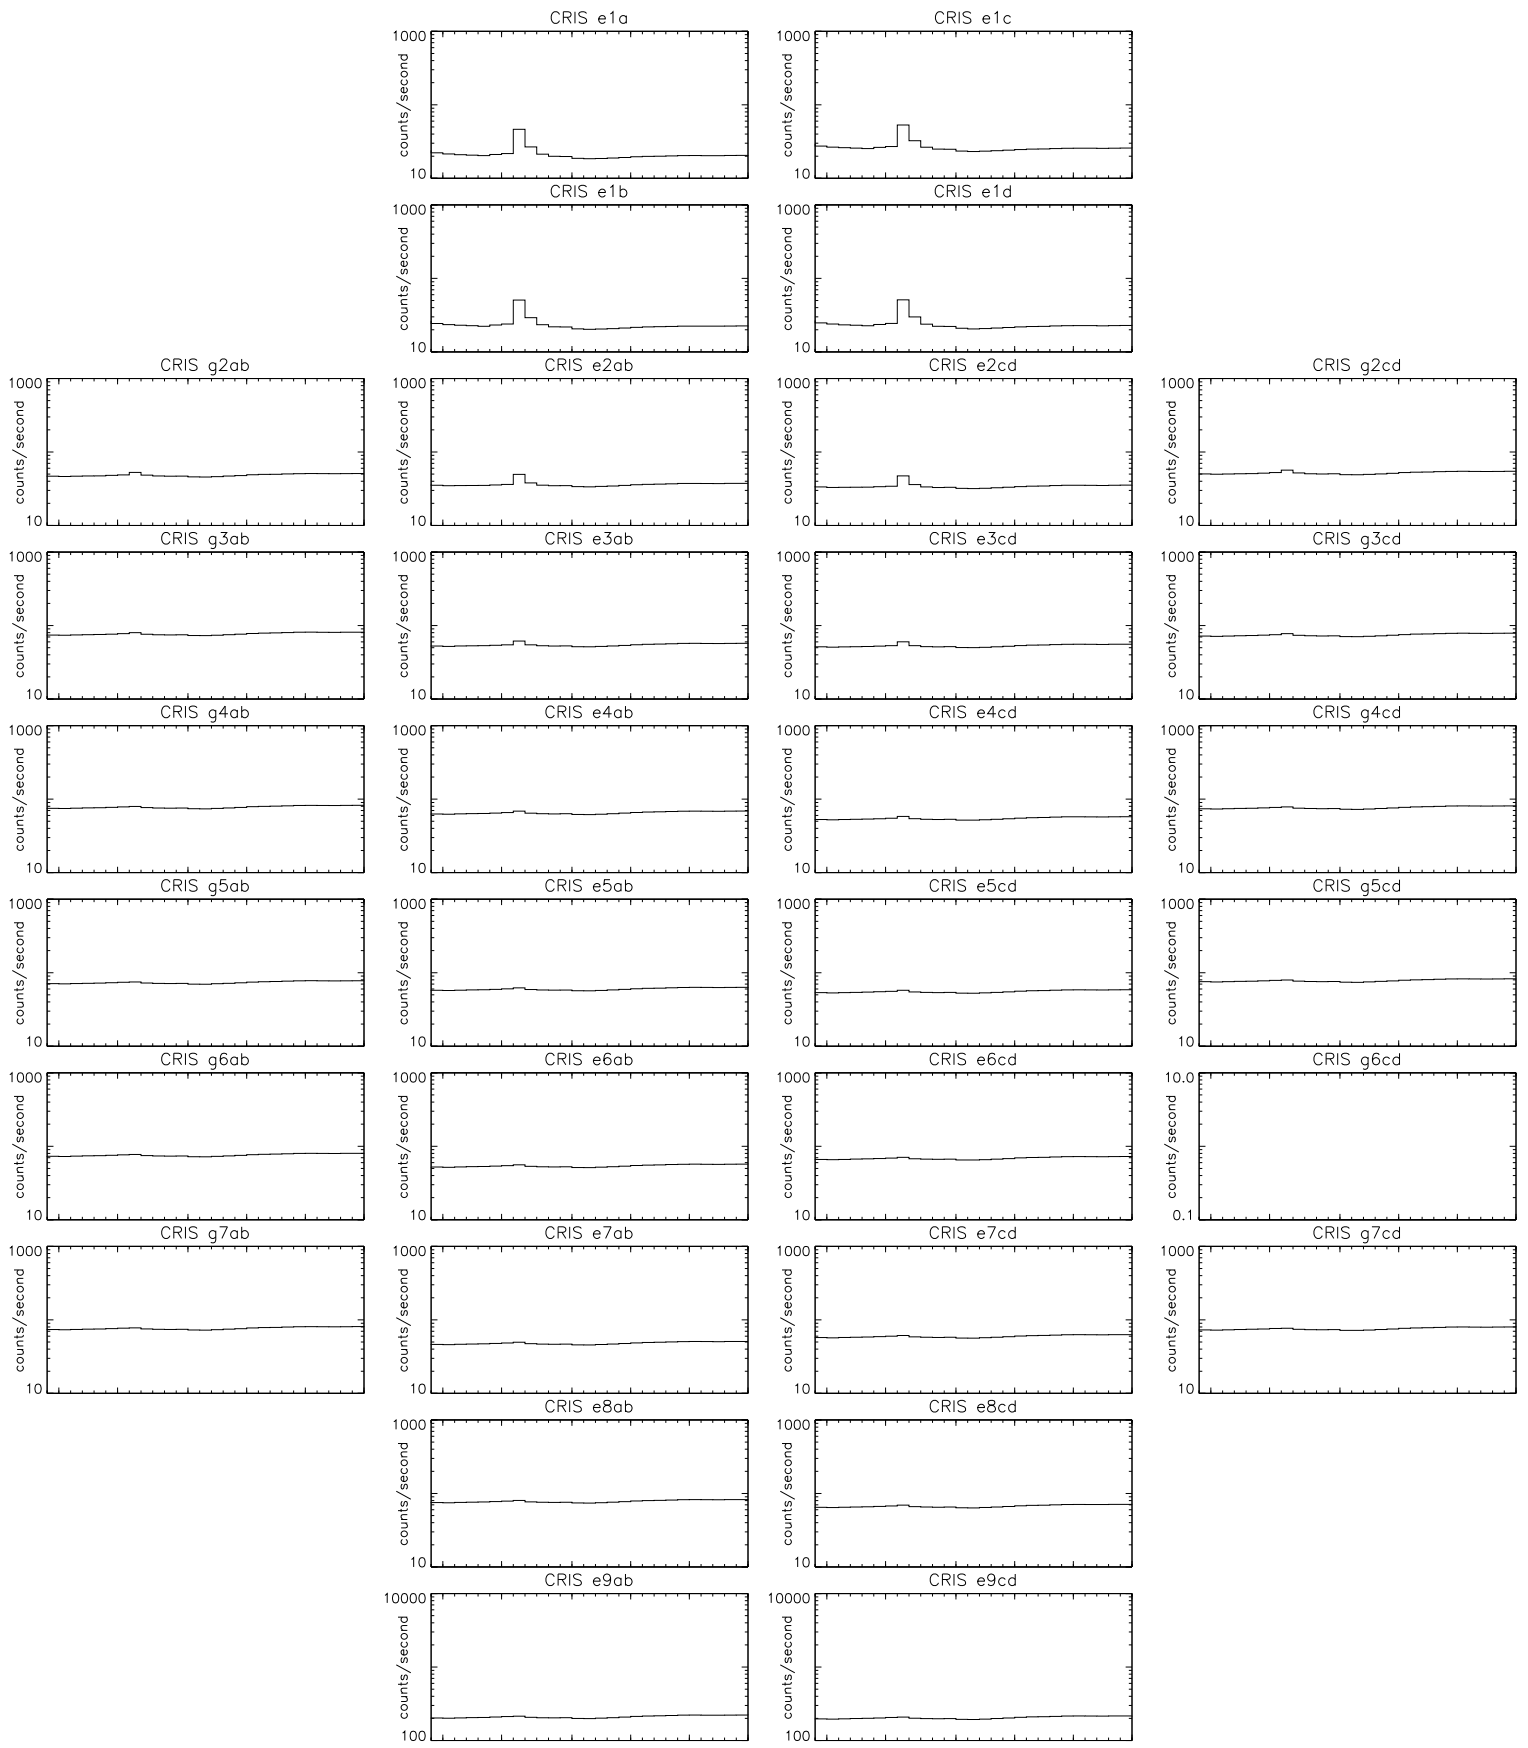 CRIS e1a
CRIS e1c
1000
counts/second
10
1000
counts/second
10
CRIS e1b
CRIS e1d
1000
counts/second
10
1000
counts/second
10
CRIS g2ab
CRIS e2ab
CRIS e2cd
CRIS g2cd
1000
counts/second
10
1000
counts/second
10
1000
counts/second
10
1000
counts/second
10
CRIS g3ab
CRIS e3ab
CRIS e3cd
CRIS g3cd
1000
counts/second
10
1000
counts/second
10
1000
counts/second
10
1000
counts/second
10
CRIS g4ab
CRIS e4ab
CRIS e4cd
CRIS g4cd
1000
counts/second
10
1000
counts/second
10
1000
counts/second
10
1000
counts/second
10
CRIS g5ab
CRIS e5ab
CRIS e5cd
CRIS g5cd
1000
counts/second
10
1000
counts/second
10
1000
counts/second
10
1000
counts/second
10
CRIS g6ab
CRIS e6ab
CRIS e6cd
CRIS g6cd
1000
counts/second
10
1000
counts/second
10
1000
counts/second
10
10.0
counts/second
0.1
CRIS g7ab
CRIS e7ab
CRIS e7cd
CRIS g7cd
1000
counts/second
10
1000
counts/second
10
1000
counts/second
10
1000
counts/second
10
CRIS e8ab
CRIS e8cd
1000
counts/second
10
1000
counts/second
10
CRIS e9ab
CRIS e9cd
10000
counts/second
100
10000
counts/second
100